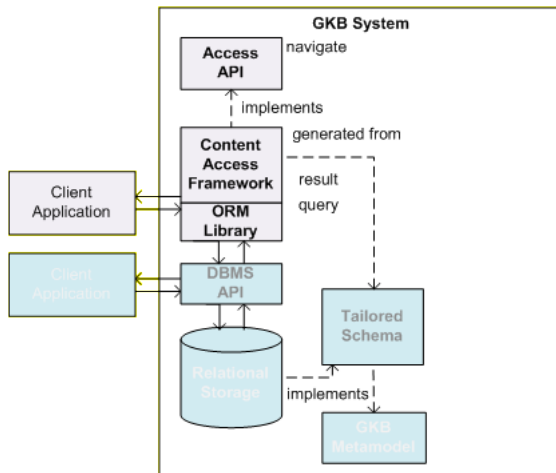 GKB System
Access
API
navigate
implements
Content
Access
Framework
generated from
result
query
Client
Application
ORM
Library
Client
Application
DBMS
API
Tailored
Schema
Relational
Storage
implements
GKB
Metamodel